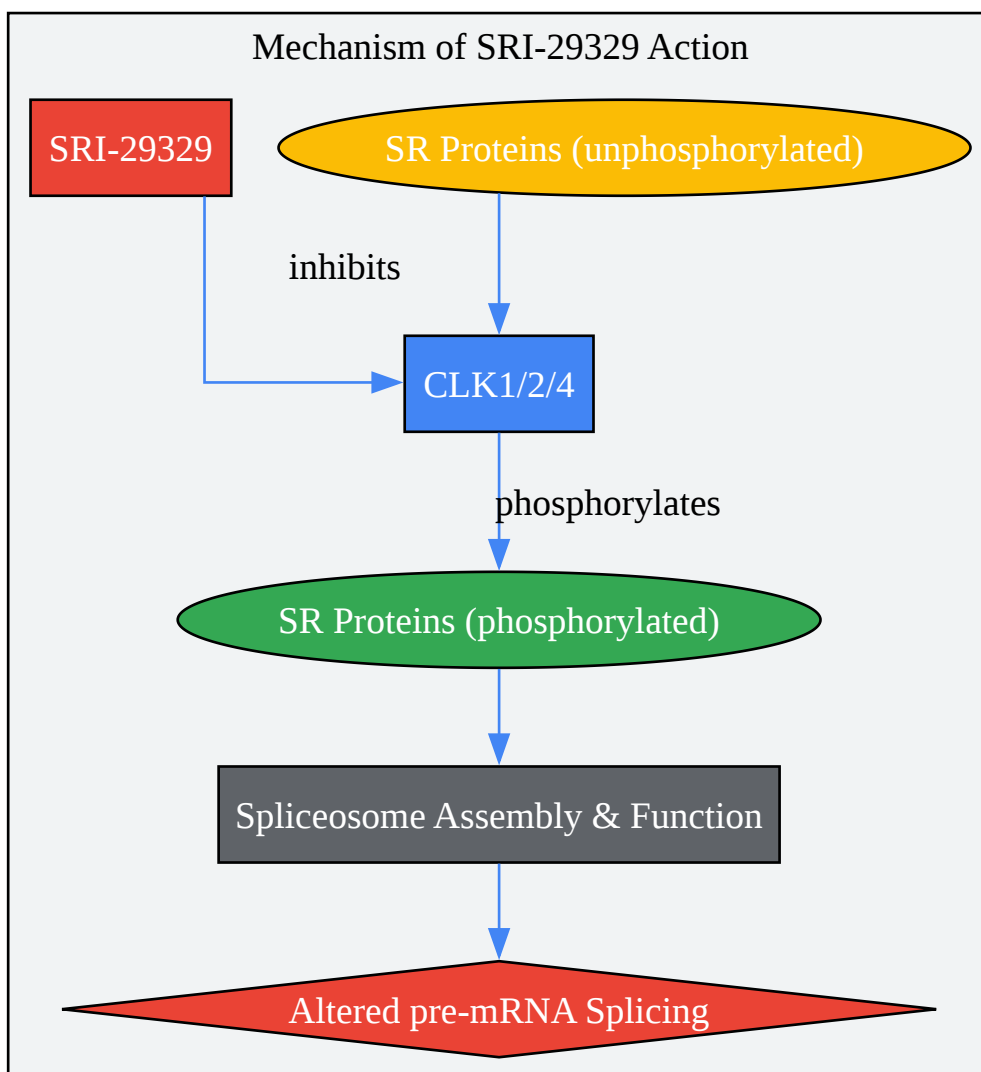 Mechanism of SRI-29329 Action
SRI-29329
SR Proteins (unphosphorylated)
inhibits
CLK1/2/4
phosphorylates
SR Proteins (phosphorylated)
Spliceosome Assembly & Function
Altered pre-mRNA Splicing